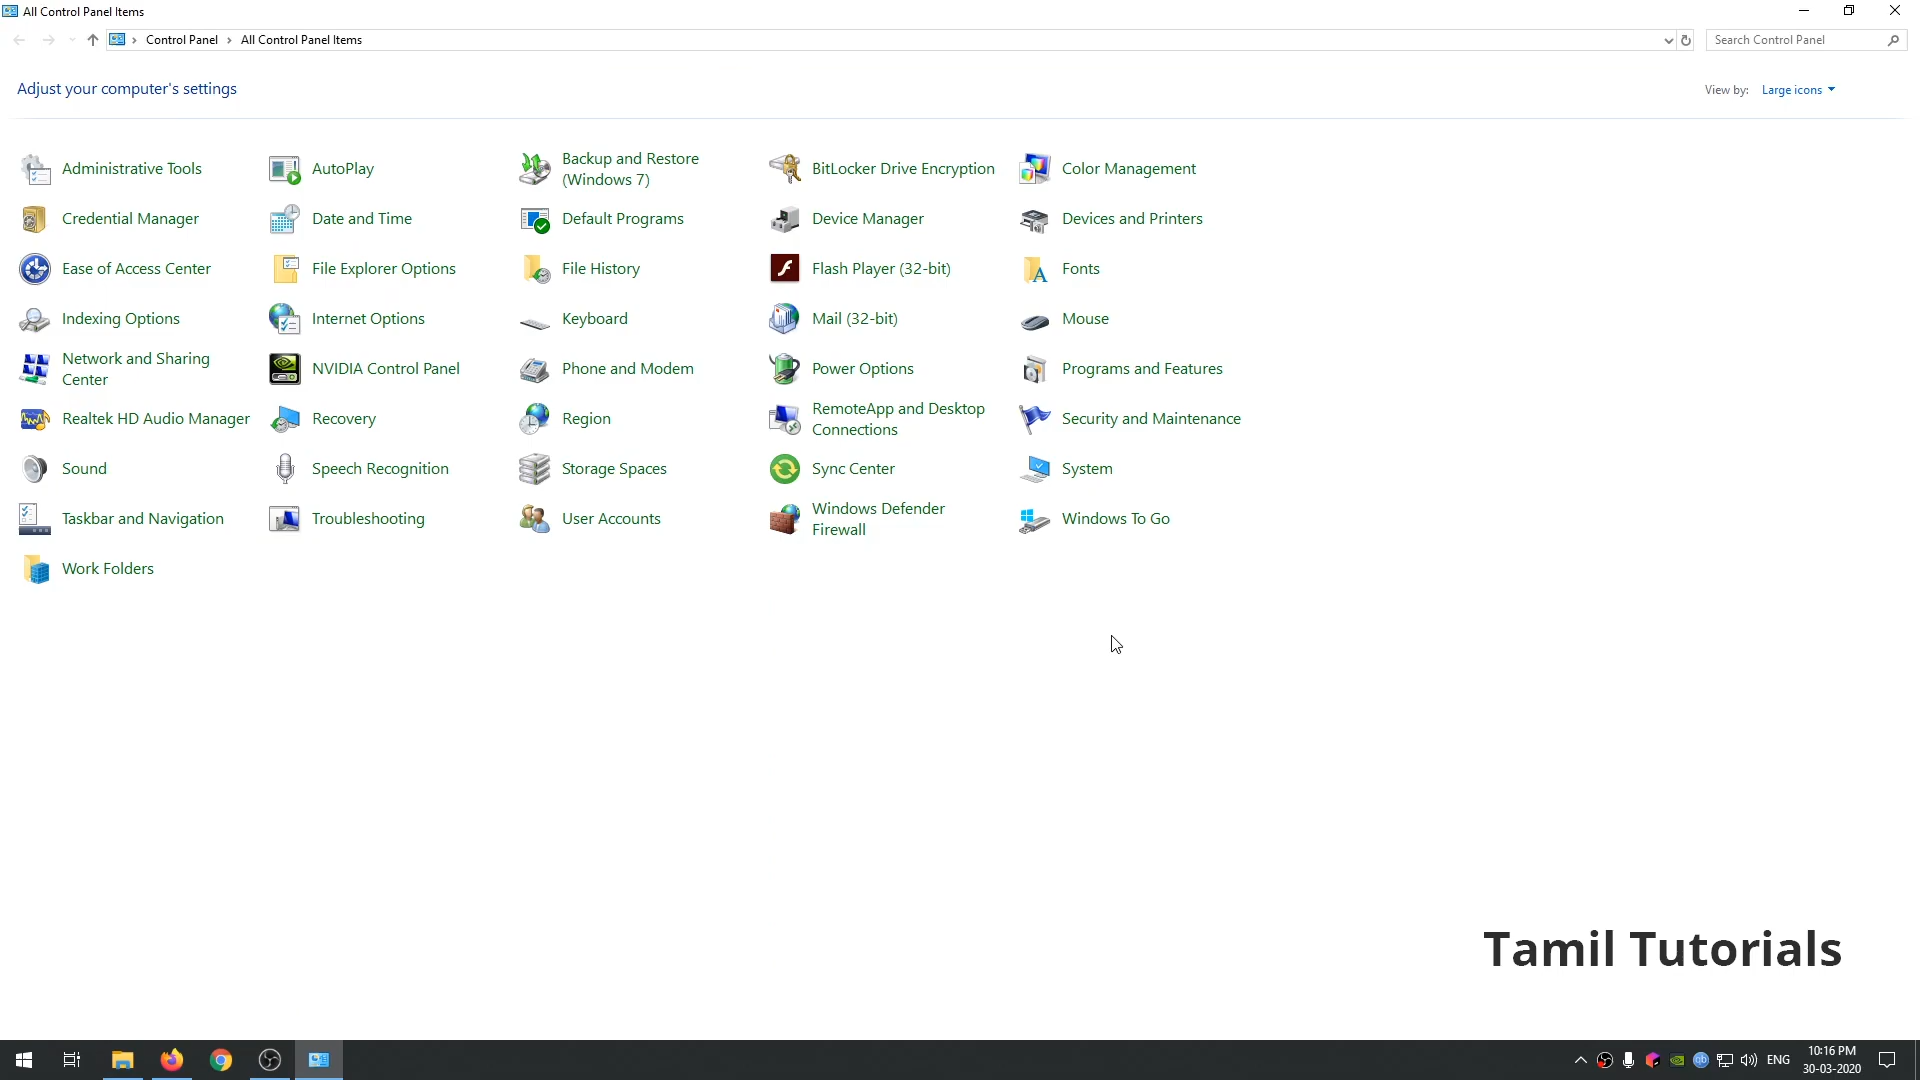 All Control Panel Items
Control Panel › All Control Panel Items
Search Control Panel
Adjust your computer's settings
View by: Large icons
Administrative Tools
AutoPlay
Backup and Restore
(Windows 7)
BitLocker Drive Encryption
Color Management
Credential Manager
Date and Time
Default Programs
Device Manager
Devices and Printers
Ease of Access Center
File Explorer Options
File History
Flash Player (32-bit)
Fonts
Indexing Options
Internet Options
Keyboard
Mail (32-bit)
Mouse
Network and Sharing
Center
NVIDIA Control Panel
Phone and Modem
Power Options
Programs and Features
Realtek HD Audio Manager
Recovery
Region
RemoteApp and Desktop
Connections
Security and Maintenance
Sound
Speech Recognition
Storage Spaces
Sync Center
System
Taskbar and Navigation
Troubleshooting
User Accounts
Windows Defender
Firewall
Windows To Go
Work Folders
Tamil Tutorials
ENG
10:16 PM
30-03-2020